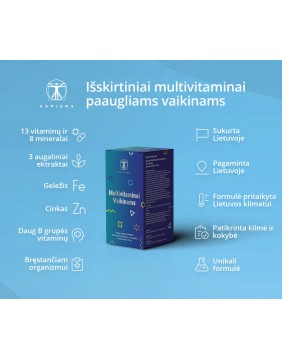 SAPIENS
Išskirtiniai multivitaminai
paaugliams vaikinams
13 vitaminų ir
8 mineralai
3 augaliniai
ekstraktai
Geležis Fe
Cinkas Zn
Daug B grupės
vitaminų
Bręstančiam
organizmui
Multivitaminai
Vaikinams
Sukurta
Lietuvoje
Pagaminta
Lietuvoje
Formulė pritaikyta
Lietuvos klimatui
Patikrinta kilmė ir
kokybė
Unikali
formulė